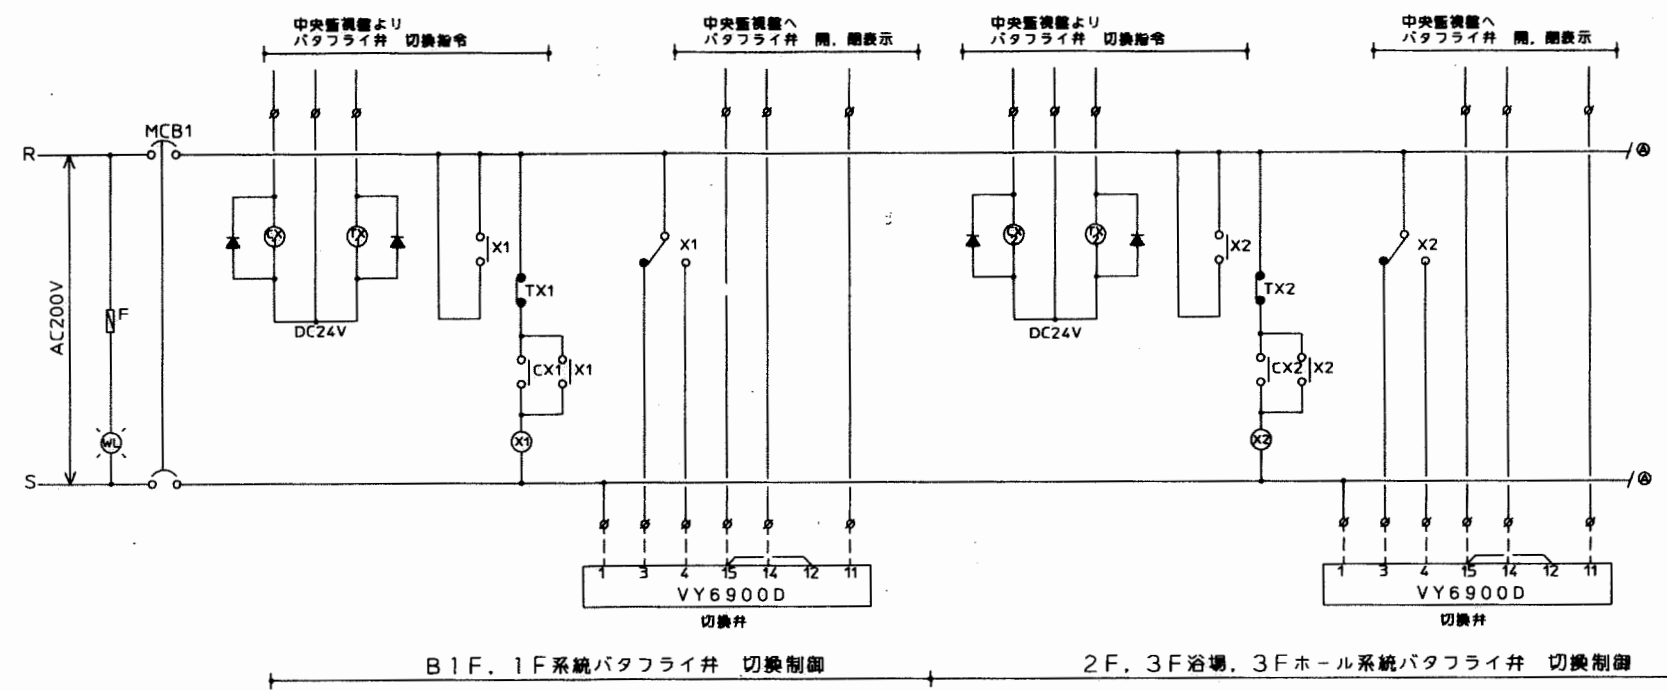 中央監視盤より
バタフライ弁 切換指令
中央監視盤へ
バタフライ弁 開,閉表示
中央監視盤より
バタフライ弁 切換指令
中央監視盤へ
バタフライ弁 開,閉表示
MCB1
R
Ⓐ
CX1
TX1
X1
X1
CX2
TX2
X2
X2
AC200V
F
DC24V
TX1
DC24V
TX2
CX1
X1
CX2
X2
WL
X1
X2
S
Ⓐ
1 3 4 15 14 12 11
VY6900D
切換弁
1 3 4 15 14 12 11
VY6900D
切換弁
B1F,1F系統バタフライ弁 切換制御
2F,3F浴場,3Fホール系統バタフライ弁 切換制御